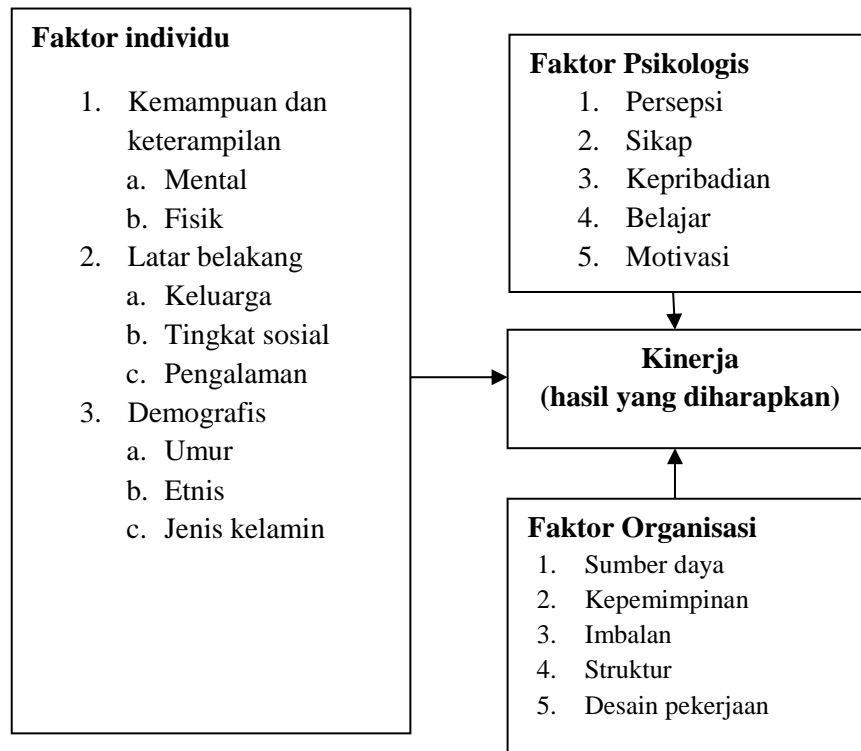 Faktor individu
1. Kemampuan dan
keterampilan
a. Mental
b. Fisik
2. Latar belakang
a. Keluarga
b. Tingkat sosial
c. Pengalaman
3. Demografis
a. Umur
b. Etnis
c. Jenis kelamin
Faktor Psikologis
1. Persepsi
2. Sikap
3. Kepribadian
4. Belajar
5. Motivasi
Kinerja
(hasil yang diharapkan)
Faktor Organisasi
1. Sumber daya
2. Kepemimpinan
3. Imbalan
4. Struktur
5. Desain pekerjaan